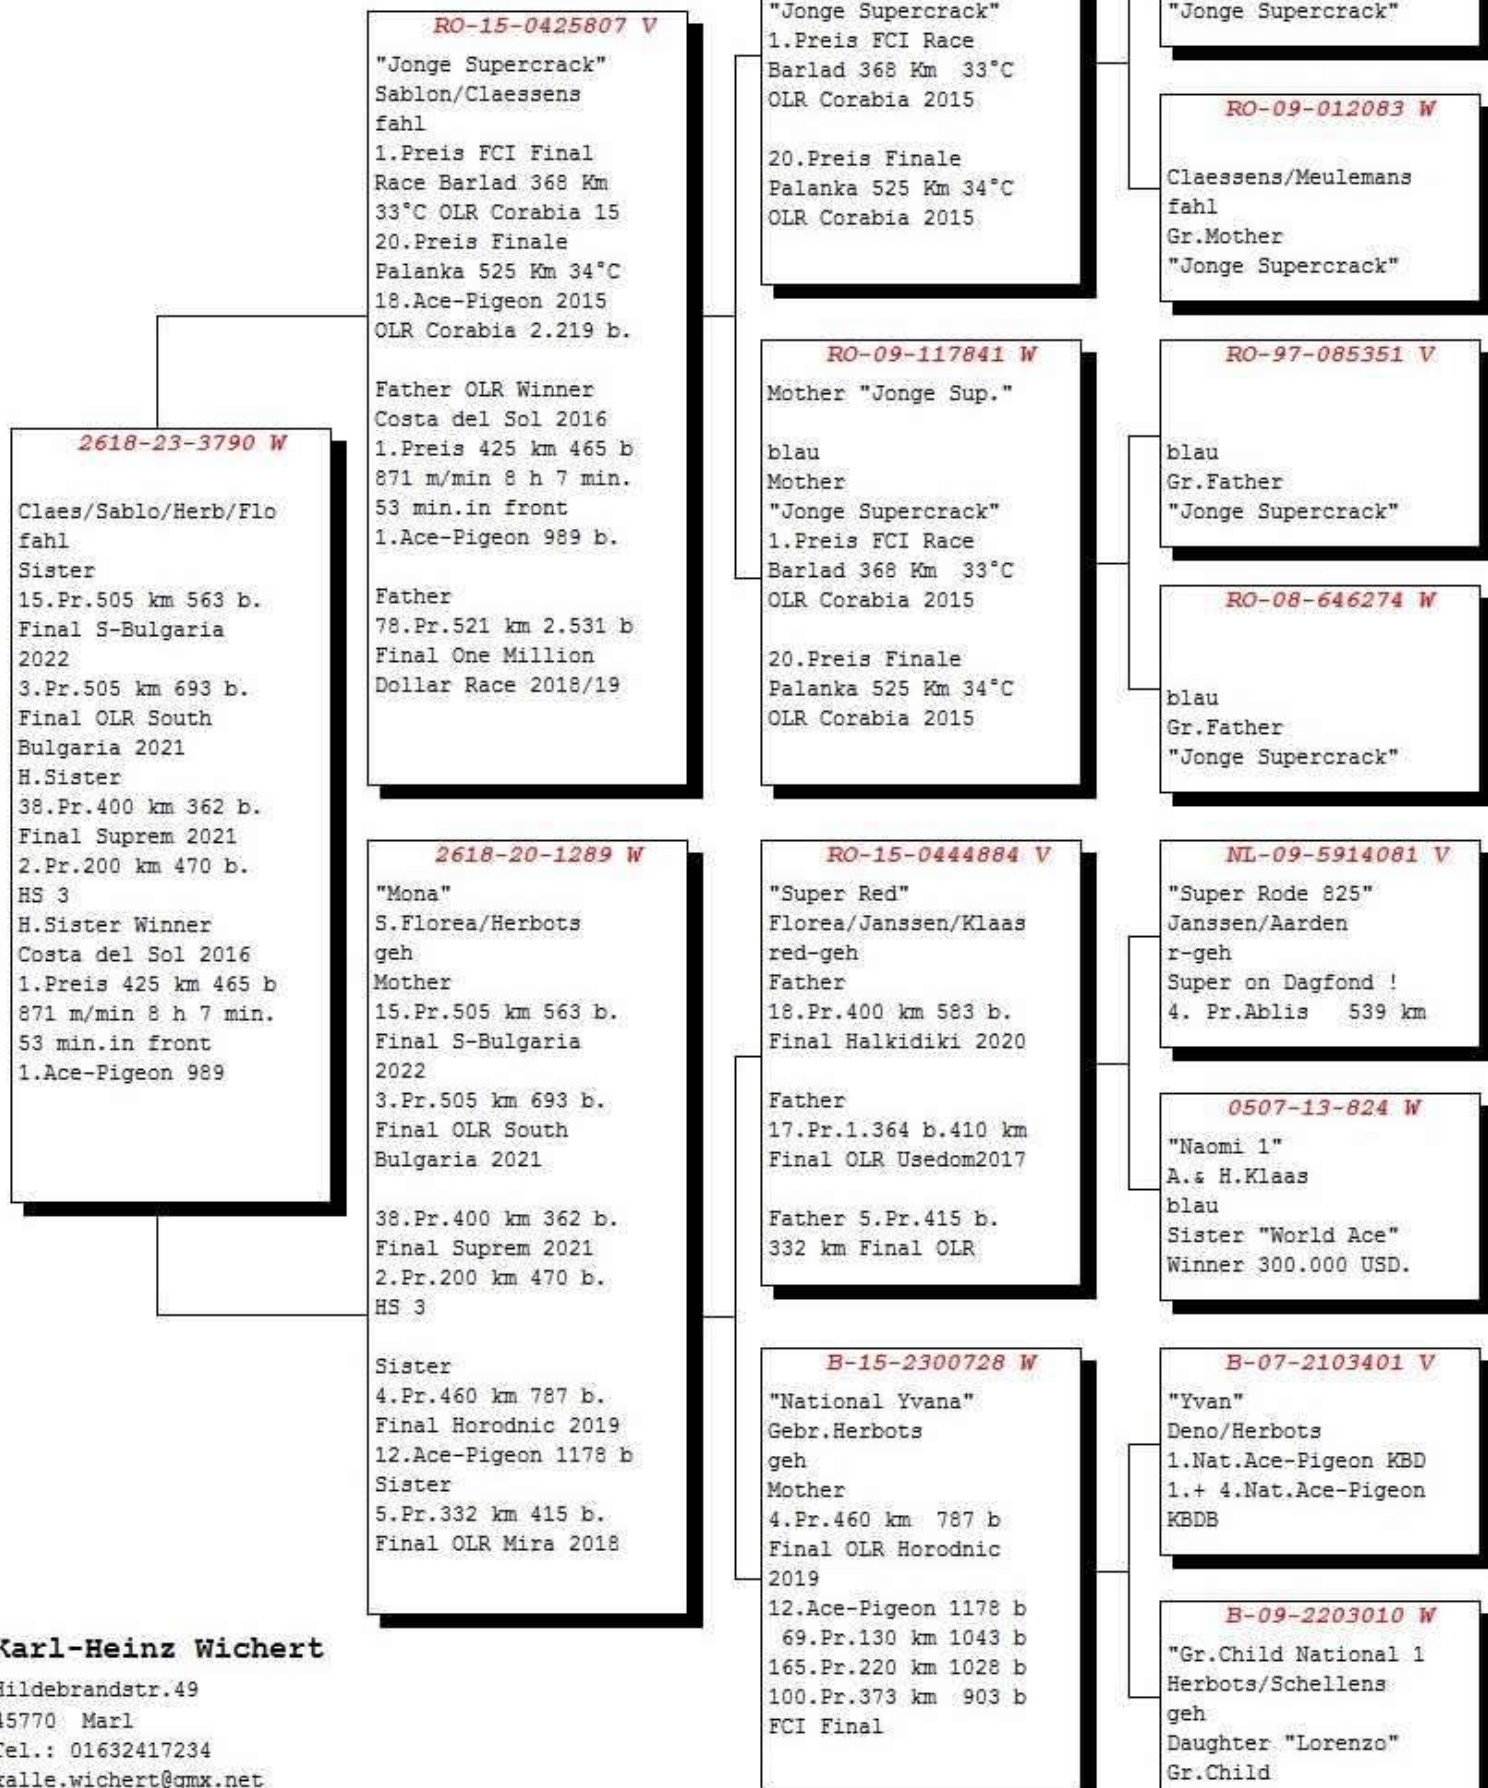 2618-23-3790 W
Claes/Sablo/Herb/Flo
fahl
Sister
15.Pr.505 km 563 b.
Final S-Bulgaria
2022
3.Pr.505 km 693 b.
Final OLR South
Bulgaria 2021
H.Sister
38.Pr.400 km 362 b.
Final Suprem 2021
2.Pr.200 km 470 b.
HS 3
H.Sister Winner
Costa del Sol 2016
1.Preis 425 km 465 b
871 m/min 8 h 7 min.
53 min.in front
1.Ace-Pigeon 989
RO-15-0425807 V
"Jonge Supercrack"
Sablon/Claessens
fahl
1.Preis FCI Final
Race Barlad 368 Km
33°C OLR Corabia 15
20.Preis Finale
Palanka 525 Km 34°C
18.Ace-Pigeon 2015
OLR Corabia 2.219 b.
Father OLR Winner
Costa del Sol 2016
1.Preis 425 km 465 b
871 m/min 8 h 7 min.
53 min.in front
1.Ace-Pigeon 989 b.
Father
78.Pr.521 km 2.531 b
Final One Million
Dollar Race 2018/19
2618-20-1289 W
"Mona"
S.Florea/Herbots
geh
Mother
15.Pr.505 km 563 b.
Final S-Bulgaria
2022
3.Pr.505 km 693 b.
Final OLR South
Bulgaria 2021
38.Pr.400 km 362 b.
Final Suprem 2021
2.Pr.200 km 470 b.
HS 3
Sister
4.Pr.460 km 787 b.
Final Horodnic 2019
12.Ace-Pigeon 1178 b
Sister
5.Pr.332 km 415 b.
Final OLR Mira 2018
"Jonge Supercrack"
1.Preis FCI Race
Barlad 368 Km 33°C
OLR Corabia 2015
20.Preis Finale
Palanka 525 Km 34°C
OLR Corabia 2015
RO-09-117841 W
Mother "Jonge Sup."
blau
Mother
"Jonge Supercrack"
1.Preis FCI Race
Barlad 368 Km 33°C
OLR Corabia 2015
20.Preis Finale
Palanka 525 Km 34°C
OLR Corabia 2015
RO-15-0444884 V
"Super Red"
Florea/Janssen/Klaas
red-geh
Father
18.Pr.400 km 583 b.
Final Halkidiki 2020
Father
17.Pr.1.364 b.410 km
Final OLR Usedom2017
Father 5.Pr.415 b.
332 km Final OLR
B-15-2300728 W
"National Yvana"
Gebr.Herbots
geh
Mother
4.Pr.460 km 787 b
Final OLR Horodnic
2019
12.Ace-Pigeon 1178 b
69.Pr.130 km 1043 b
165.Pr.220 km 1028 b
100.Pr.373 km 903 b
FCI Final
"Jonge Supercrack"
RO-09-012083 W
Claessens/Meulemans
fahl
Gr.Mother
"Jonge Supercrack"
RO-97-085351 V
blau
Gr.Father
"Jonge Supercrack"
RO-08-646274 W
blau
Gr.Father
"Jonge Supercrack"
NL-09-5914081 V
"Super Rode 825"
Janssen/Aarden
r-geh
Super on Dagfond !
4. Pr.Ablis 539 km
0507-13-824 W
"Naomi 1"
A.& H.Klaas
blau
Sister "World Ace"
Winner 300.000 USD.
B-07-2103401 V
"Yvan"
Deno/Herbots
1.Nat.Ace-Pigeon KBD
1.+ 4.Nat.Ace-Pigeon
KBDB
B-09-2203010 W
"Gr.Child National 1
Herbots/Schellens
geh
Daughter "Lorenzo"
Gr.Child
Karl-Heinz Wichert
Hildebrandstr.49
45770 Marl
Tel.: 01632417234
kalle.wichert@gmx.net